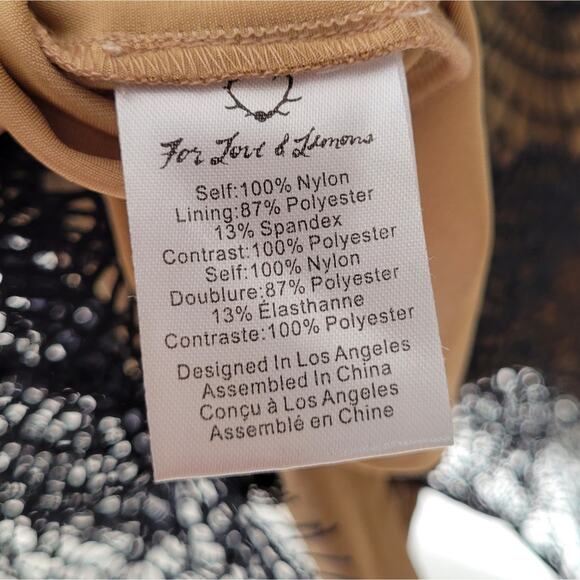 For Love & Lemons
Self:100% Nylon
Lining:87% Polyester
13% Spandex
Contrast:100% Polyester
Self:100% Nylon
Doublure:87% Polyester
13% Élasthanne
Contraste:100% Polyester
Designed In Los Angeles
Assembled In China
Conçu à Los Angeles
Assemblé en Chine